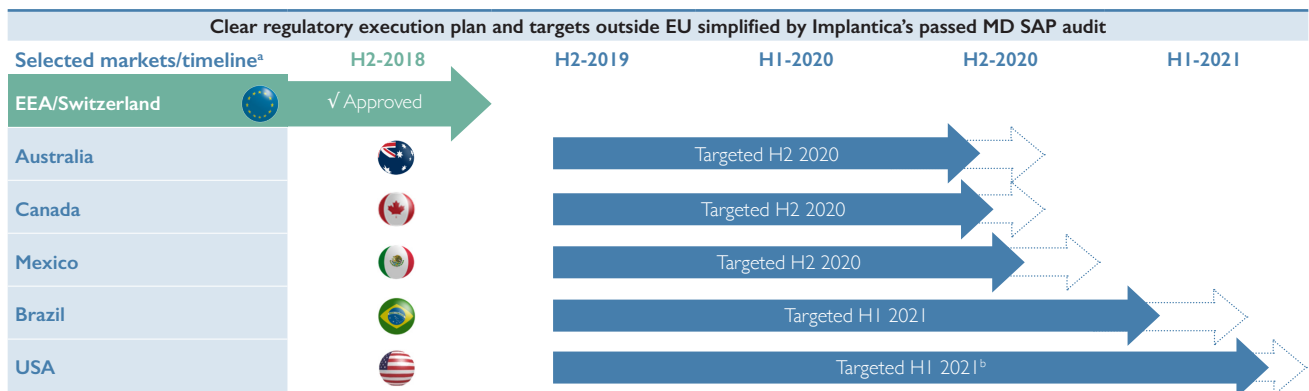 Clear regulatory execution plan and targets outside EU simplified by Implantica’s passed MD SAP audit
Selected markets/timelineᵃ H2-2018 H2-2019 H1-2020 H2-2020 H1-2021
EEA/Switzerland √ Approved
Australia Targeted H2 2020
Canada Targeted H2 2020
Mexico Targeted H2 2020
Brazil Targeted H1 2021
USA Targeted H1 2021ᵇ